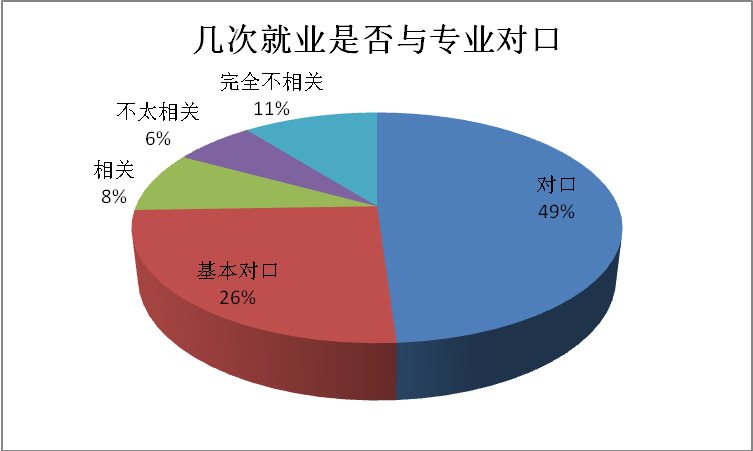 几次就业是否与专业对口
完全不相关
11%
不太相关
6%
相关
8%
对口
49%
基本对口
26%